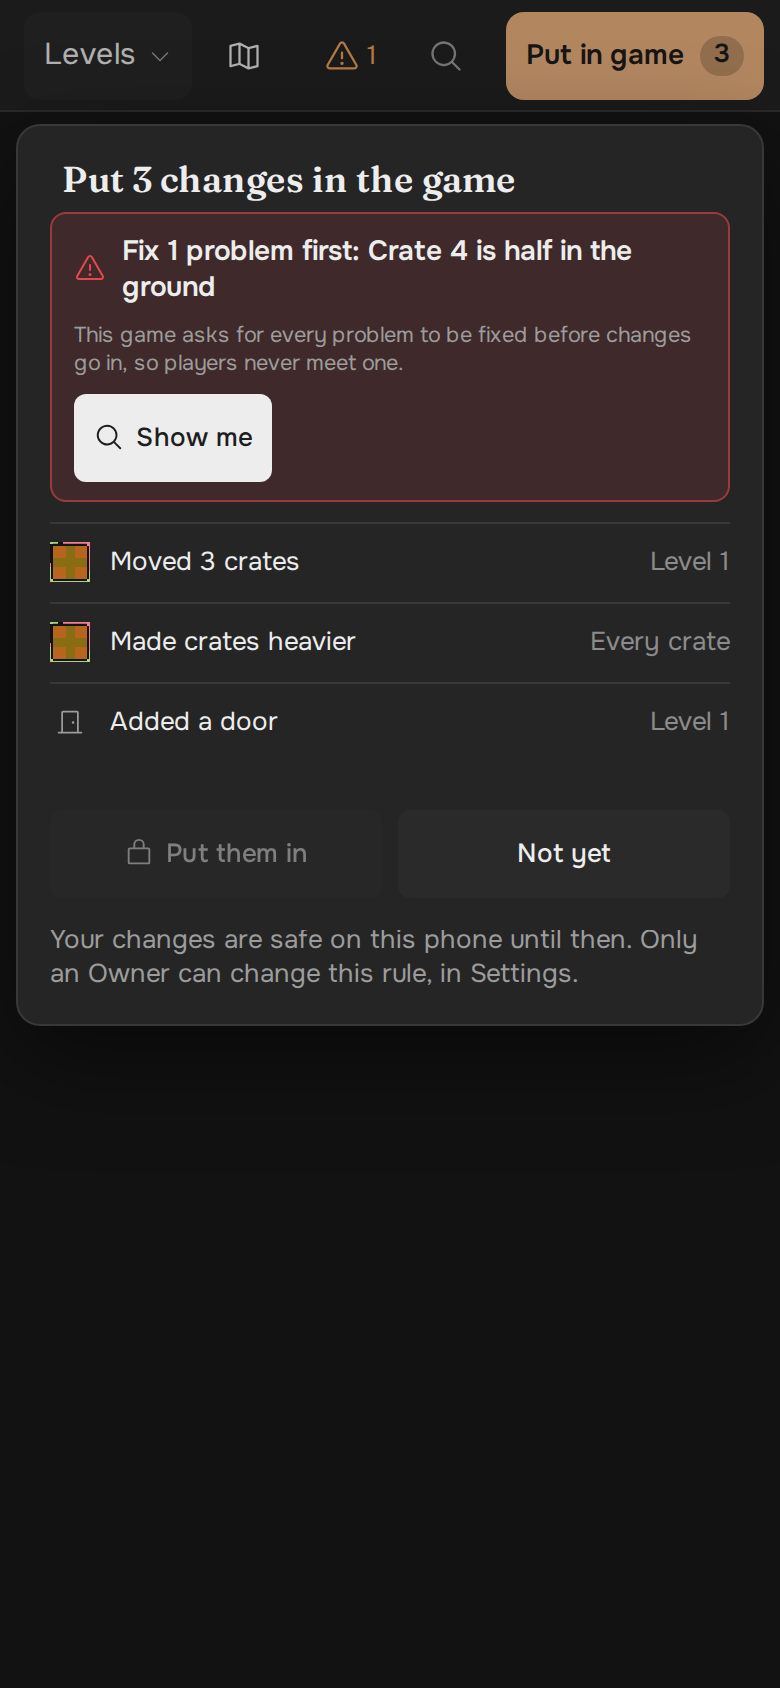 Levels
1
Put in game 3
Put 3 changes in the game
Fix 1 problem first: Crate 4 is half in the
ground
This game asks for every problem to be fixed before changes
go in, so players never meet one.
Show me
Moved 3 crates
Level 1
Made crates heavier
Every crate
Added a door
Level 1
Put them in
Not yet
Your changes are safe on this phone until then. Only
an Owner can change this rule, in Settings.